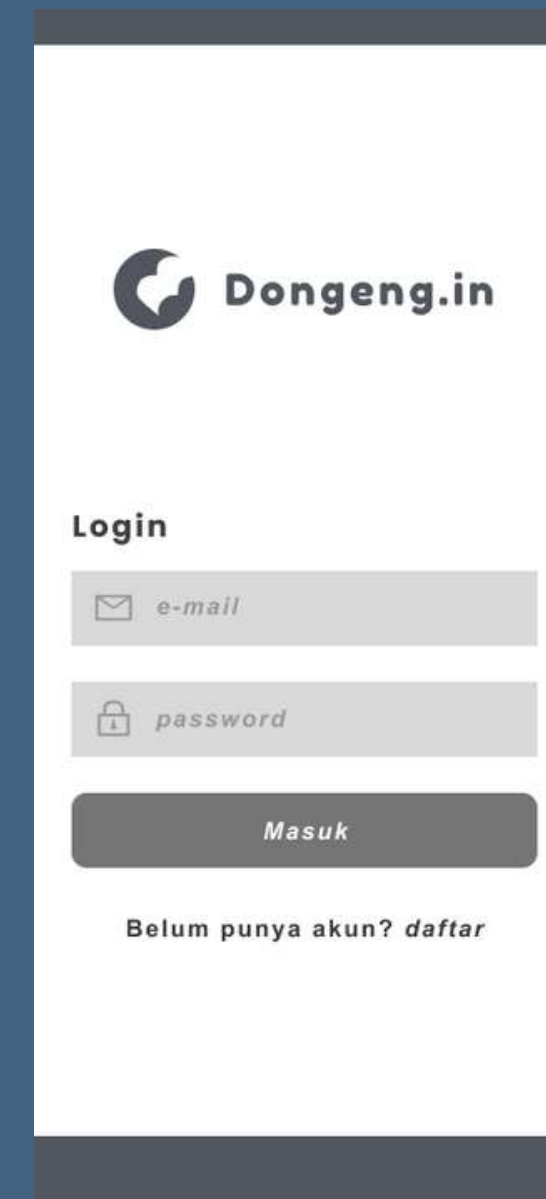 Dongeng.in
Login
e-mail
password
Masuk
Belum punya akun? daftar